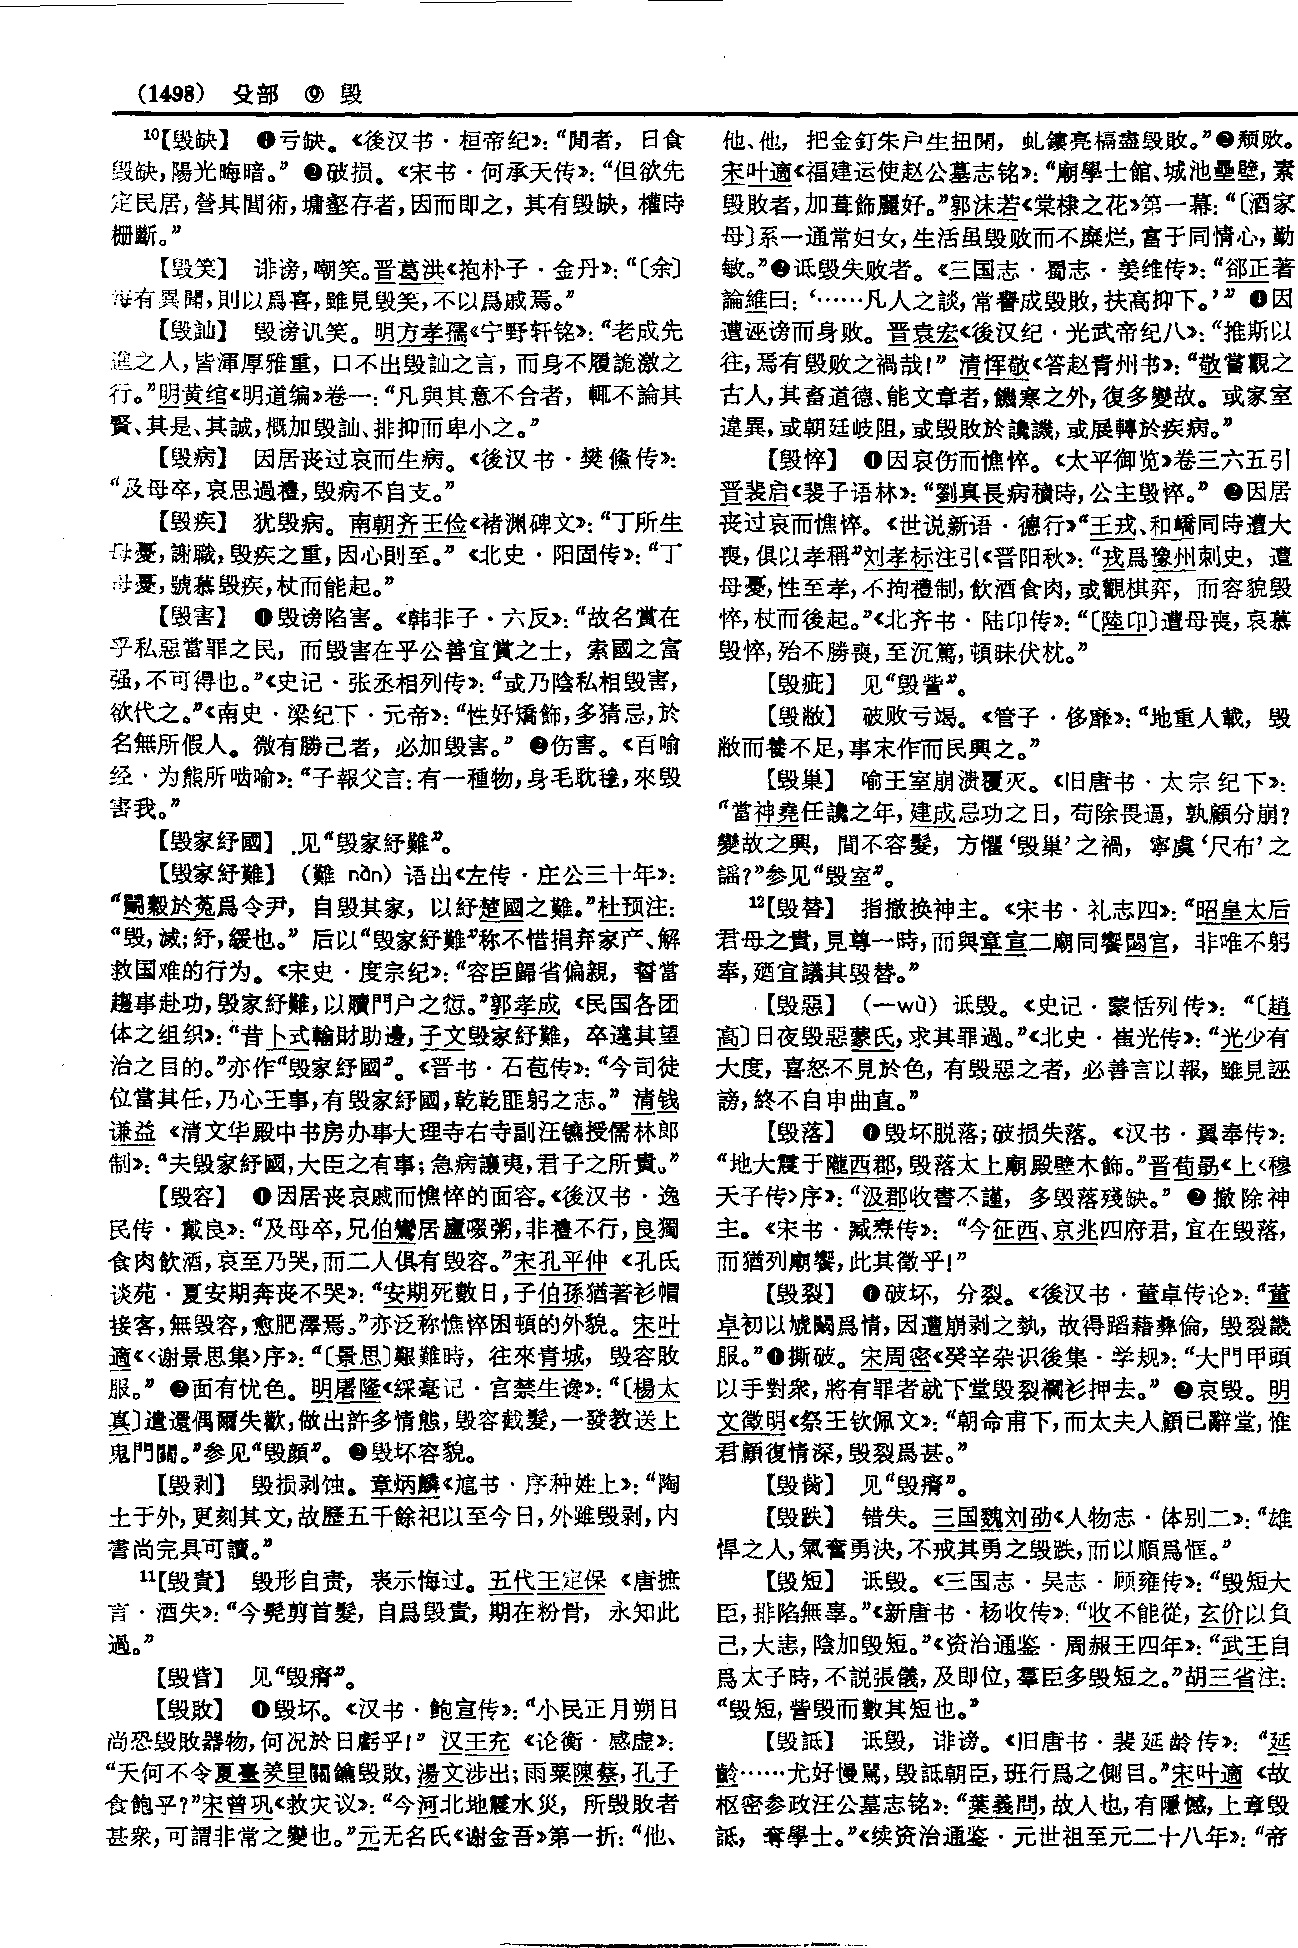 (1498) 殳部 ⑨ 毁
10【毁缺】 ❶亏缺。《後汉书·桓帝纪》：“閒者，日食
毁缺，陽光晦暗。” ❷破损。《宋书·何承天传》：“但欲先
定民居，營其閭術，墉壑存者，因而即之，其有毁缺，權時
栅斷。”
【毁笑】 诽谤，嘲笑。晋葛洪《抱朴子·金丹》：“〔余〕
每有異聞，則以爲喜，雖見毁笑，不以爲戚焉。”
【毁訕】 毁谤讥笑。明方孝孺《宁野轩铭》：“老成先
進之人，皆渾厚雅重，口不出毁訕之言，而身不履詭激之
行。”明黄绾《明道编》卷一：“凡與其意不合者，輒不論其
賢、其是、其誠，概加毁訕、排抑而卑小之。”
【毁病】 因居丧过哀而生病。《後汉书·樊儵传》：
“及母卒，哀思過禮，毁病不自支。”
【毁疾】 犹毁病。南朝齐王俭《褚渊碑文》：“丁所生
母憂，謝職，毁疾之重，因心則至。” 《北史·阳固传》：“丁
母憂，號慕毁疾，杖而能起。”
【毁害】 ❶毁谤陷害。《韩非子·六反》：“故名賞在
乎私惡當罪之民，而毁害在乎公善宜賞之士，索國之富
强，不可得也。”《史记·张丞相列传》：“或乃陰私相毁害，
欲代之。”《南史·梁纪下·元帝》：“性好矯飾，多猜忌，於
名無所假人。微有勝己者，必加毁害。” ❷伤害。《百喻
经·为熊所啮喻》：“子報父言：有一種物，身毛耽毵，來毁
害我。”
【毁家紓國】 见“毁家紓難”。
【毁家紓難】 （難 nàn）语出《左传·庄公三十年》：
“鬬穀於菟爲令尹，自毁其家，以紓楚國之難。”杜预注：
“毁，減；紓，緩也。” 后以“毁家紓難”称不惜捐弃家产、解
救国难的行为。《宋史·度宗纪》：“容臣歸省偏親，誓當
趨事赴功，毁家紓難，以贖門户之愆。”郭孝成 《民国各团
体之组织》：“昔卜式輸財助邊，子文毁家紓難，卒達其望
治之目的。”亦作“毁家紓國”。《晋书·石苞传》：“今司徒
位當其任，乃心王事，有毁家紓國，乾乾匪躬之志。” 清钱
谦益 《清文华殿中书房办事大理寺右寺副汪镳授儒林郎
制》：“夫毁家紓國，大臣之有事；急病讓夷，君子之所貴。”
【毁容】 ❶因居丧哀戚而憔悴的面容。《後汉书·逸
民传·戴良》：“及母卒，兄伯鸞居廬啜粥，非禮不行，良獨
食肉飲酒，哀至乃哭，而二人俱有毁容。”宋孔平仲 《孔氏
谈苑·夏安期奔丧不哭》：“安期死數日，子伯孫猶著衫帽
接客，無毁容，愈肥澤焉。”亦泛称憔悴困頓的外貌。宋叶
適《〈谢景思集〉序》：“〔景思〕艱難時，往來青城，毁容敗
服。” ❷面有忧色。明屠隆《綵毫记·宫禁生谗》：“〔楊太
真〕遣還偶爾失歡，做出許多情態，毁容截髮，一發教送上
鬼門關。”参见“毁顔”。 ❸毁坏容貌。
【毁剥】 毁损剥蚀。章炳麟《訄书·序种姓上》：“陶
土于外，更刻其文，故歷五千餘祀以至今日，外雖毁剥，内
書尚完具可讀。”
11【毁責】 毁形自责，表示悔过。五代王定保 《唐摭
言·酒失》：“今髡剪首髮，自爲毁責，期在粉骨，永知此
過。”
【毁眥】 见“毁瘠”。
【毁敗】 ❶毁坏。《汉书·鲍宣传》：“小民正月朔日
尚恐毁敗器物，何况於日虧乎！” 汉王充 《论衡·感虚》：
“天何不令夏臺羑里關鑰毁敗，湯文涉出；雨粟陳蔡，孔子
食飽乎？”宋曾巩《救灾议》：“今河北地震水災，所毁敗者
甚衆，可謂非常之變也。”元无名氏《谢金吾》第一折：“他、
他、他，把金釘朱户生扭開，虬鏤亮槅盡毁敗。”❷颓败。
宋叶適《福建运使赵公墓志铭》：“廟學士館、城池壘壁，素
毁敗者，加葺飾麗好。”郭沫若《棠棣之花》第一幕：“〔酒家
母〕系一通常妇女，生活虽毁败而不糜烂，富于同情心，勤
敏。”❸诋毁失败者。《三国志·蜀志·姜维传》：“郤正著
論維曰：‘……凡人之談，常譽成毁敗，扶高抑下。’” ❹因
遭诬谤而身败。晋袁宏《後汉纪·光武帝纪八》：“推斯以
往，焉有毁败之禍哉！” 清恽敬《答赵青州书》：“敬嘗觀之
古人，其畜道德、能文章者，饑寒之外，復多變故。或家室
違異，或朝廷岐阻，或毁敗於讒譏，或展轉於疾病。”
【毁悴】 ❶因哀伤而憔悴。《太平御览》卷三六五引
晋裴启《裴子语林》：“劉真長病積時，公主毁悴。” ❷因居
丧过哀而憔悴。《世说新语·德行》“王戎、和嶠同時遭大
喪，俱以孝稱”刘孝标注引《晋阳秋》：“戎爲豫州刺史，遭
母憂，性至孝，不拘禮制，飲酒食肉，或觀棋弈，而容貌毁
悴，杖而後起。”《北齐书·陆卬传》：“〔陸卬〕遭母喪，哀慕
毁悴，殆不勝喪，至沉篤，頓昧伏枕。”
【毁疵】 见“毁訾”。
【毁敝】 破败亏竭。《管子·侈靡》：“地重人載，毁
敝而養不足，事末作而民興之。”
【毁巢】 喻王室崩溃覆灭。《旧唐书·太宗纪下》：
“當神堯任讒之年，建成忌功之日，苟除畏逼，孰顧分崩？
變故之興，間不容髮，方懼‘毁巢’之禍，寧虞‘尺布’之
謡？”参见“毁室”。
12【毁替】 指撤换神主。《宋书·礼志四》：“昭皇太后
君母之貴，見尊一時，而與章宣二廟同饗閟宫，非唯不躬
奉，廼宜議其毁替。”
【毁惡】 （一wù）诋毁。《史记·蒙恬列传》：“〔趙
高〕日夜毁惡蒙氏，求其罪過。”《北史·崔光传》：“光少有
大度，喜怒不見於色，有毁惡之者，必善言以報，雖見誣
謗，終不自申曲直。”
【毁落】 ❶毁坏脱落；破损失落。《汉书·翼奉传》：
“地大震于隴西郡，毁落太上廟殿壁木飾。”晋荀勗《上〈穆
天子传〉序》：“汲郡收書不謹，多毁落殘缺。” ❷撤除神
主。《宋书·臧焘传》：“今征西、京兆四府君，宜在毁落，
而猶列廟饗，此其徵乎！”
【毁裂】 ❶破坏，分裂。《後汉书·董卓传论》：“董
卓初以虓闞爲情，因遭崩剥之埶，故得蹈藉彝倫，毁裂畿
服。”❶撕破。宋周密《癸辛杂识後集·学规》：“大門甲頭
以手對衆，將有罪者就下堂毁裂襴衫押去。” ❷哀毁。明
文徵明《祭王钦佩文》：“朝命甫下，而太夫人顧已辭堂，惟
君顧復情深，毁裂爲甚。”
【毁胔】 见“毁瘠”。
【毁跌】 错失。三国魏刘劭《人物志·体别二》：“雄
悍之人，氣奮勇決，不戒其勇之毁跌，而以順爲恇。”
【毁短】 诋毁。《三国志·吴志·顾雍传》：“毁短大
臣，排陷無辜。”《新唐书·杨收传》：“收不能從，玄价以負
己，大恚，陰加毁短。”《资治通鉴·周赧王四年》：“武王自
爲太子時，不説張儀，及即位，羣臣多毁短之。”胡三省注：
“毁短，訾毁而數其短也。”
【毁詆】 诋毁，诽谤。《旧唐书·裴延龄传》：“延
齡……尤好慢駡，毁詆朝臣，班行爲之側目。”宋叶適 《故
枢密参政汪公墓志铭》：“葉義問，故人也，有隱憾，上章毁
詆，奪學士。”《续资治通鉴·元世祖至元二十八年》：“帝